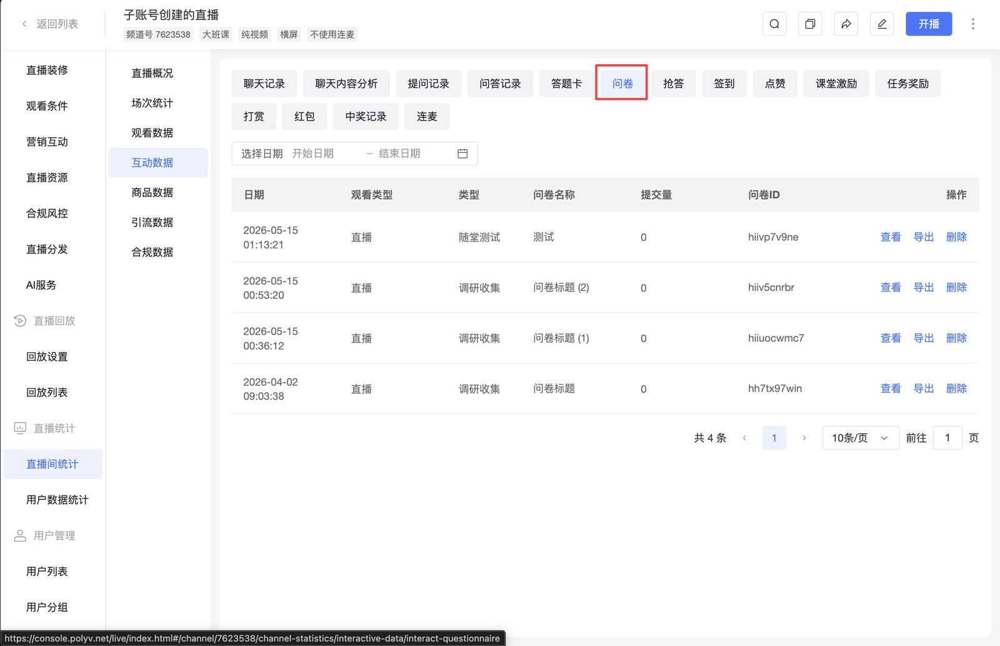 返回列表
子账号创建的直播
频道号 7623538 大班课 纯视频 横屏 不使用连麦
开播
直播装修
观看条件
营销互动
直播资源
合规风控
直播分发
AI服务
直播回放
回放设置
回放列表
直播统计
直播间统计
用户数据统计
用户管理
用户列表
用户分组
直播概况
场次统计
观看数据
互动数据
商品数据
引流数据
合规数据
聊天记录 聊天内容分析 提问记录 问答记录 答题卡 问卷 抢答 签到 点赞 课堂激励 任务奖励
打赏 红包 中奖记录 连麦
选择日期 开始日期 – 结束日期
日期 观看类型 类型 问卷名称 提交量 问卷ID 操作
2026-05-15
01:13:21
直播 随堂测试 测试 0 hiivp7v9ne 查看 导出 删除
2026-05-15
00:53:20
直播 调研收集 问卷标题 (2) 0 hiiv5cnrbr 查看 导出 删除
2026-05-15
00:36:12
直播 调研收集 问卷标题 (1) 0 hiiuocwmc7 查看 导出 删除
2026-04-02
09:03:38
直播 调研收集 问卷标题 0 hh7tx97win 查看 导出 删除
共 4 条 1 10条/页 前往 1 页
https://console.polyv.net/live/index.html#/channel/7623538/channel-statistics/interactive-data/interact-questionnaire